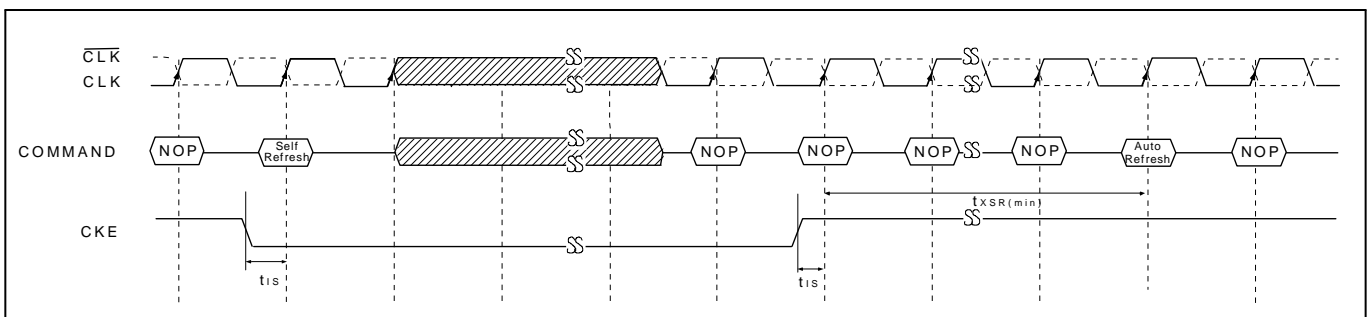 CLK
CLK
COMMAND
NOP
Self
Refresh
NOP
NOP
NOP
NOP
Auto
Refresh
NOP
tXSR(min)
CKE
tIS
tIS